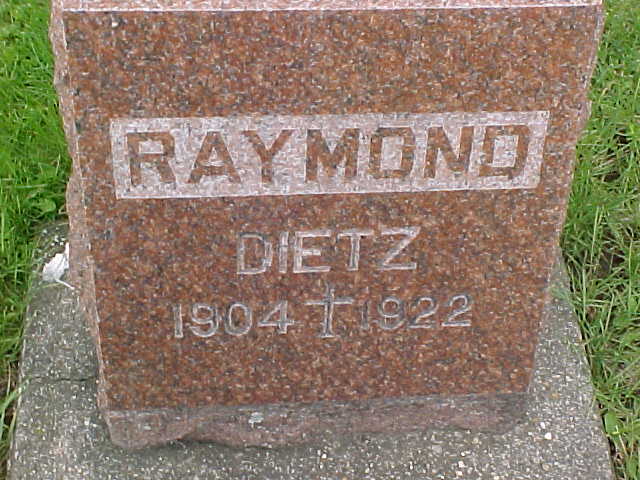 RAYMOND
DIETZ
1904 ✝ 1922